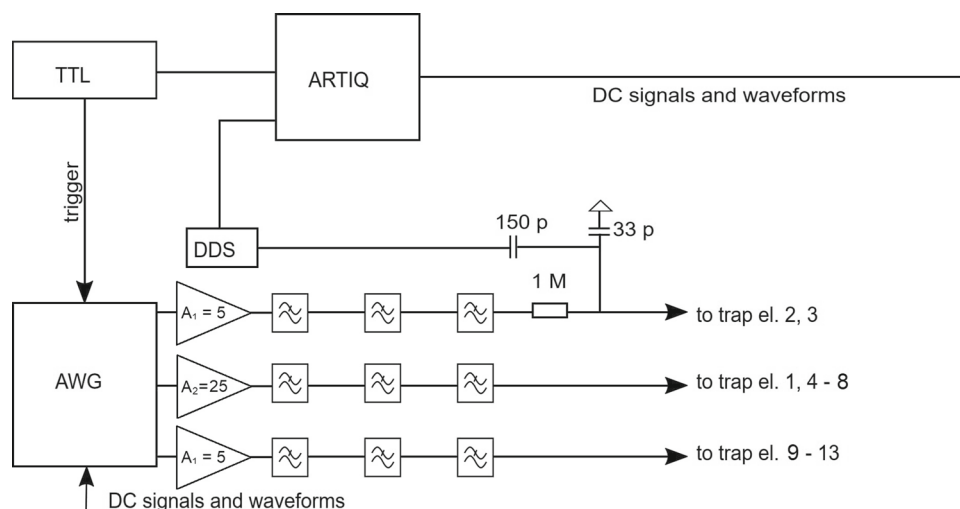 TTL
ARTIQ
DC signals and waveforms
trigger
150 p
33 p
DDS
1 M
A₁ = 5
to trap el. 2, 3
AWG
A₂=25
to trap el. 1, 4 - 8
A₁ = 5
to trap el. 9 - 13
DC signals and waveforms